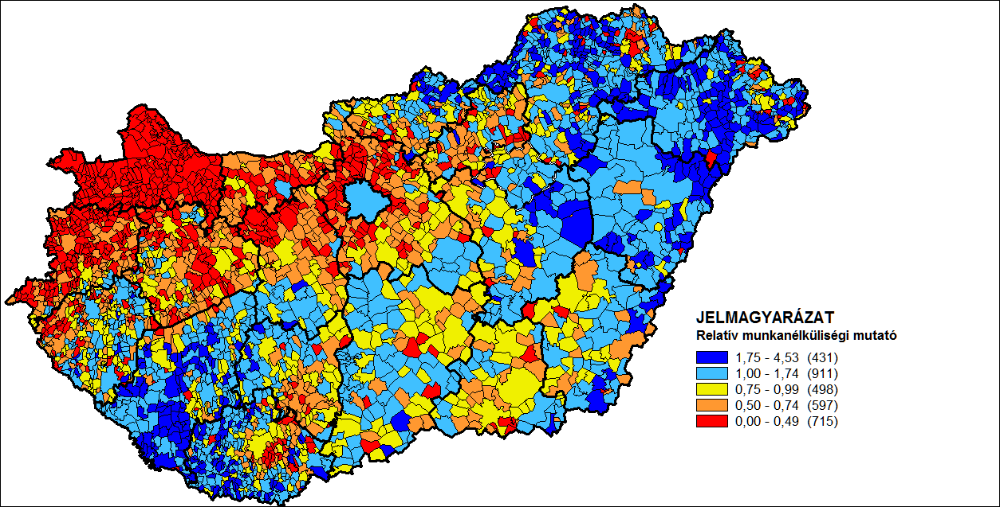 JELMAGYARÁZAT
Relatív munkanélküliségi mutató
1,75 - 4,53 (431)
1,00 - 1,74 (911)
0,75 - 0,99 (498)
0,50 - 0,74 (597)
0,00 - 0,49 (715)